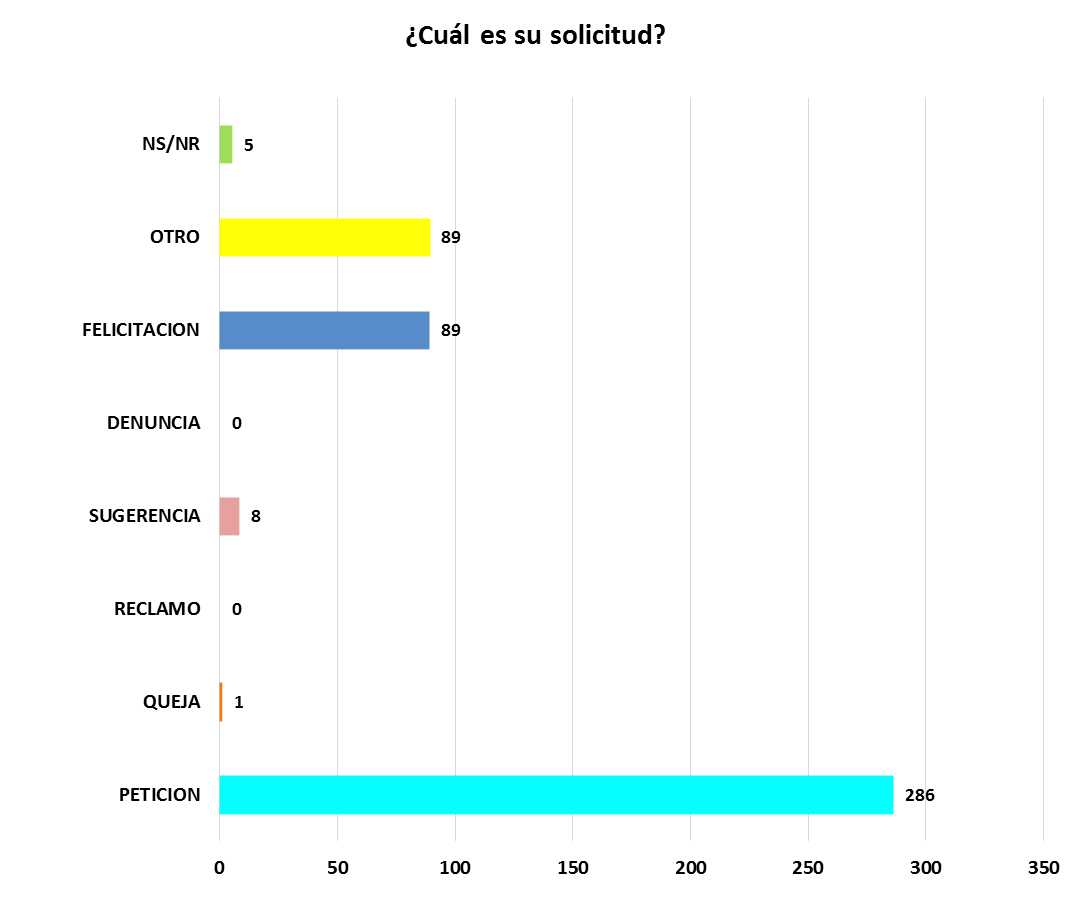 ¿Cuál es su solicitud?
NS/NR 5
OTRO 89
FELICITACION 89
DENUNCIA 0
SUGERENCIA 8
RECLAMO 0
QUEJA 1
PETICION 286
0 50 100 150 200 250 300 350